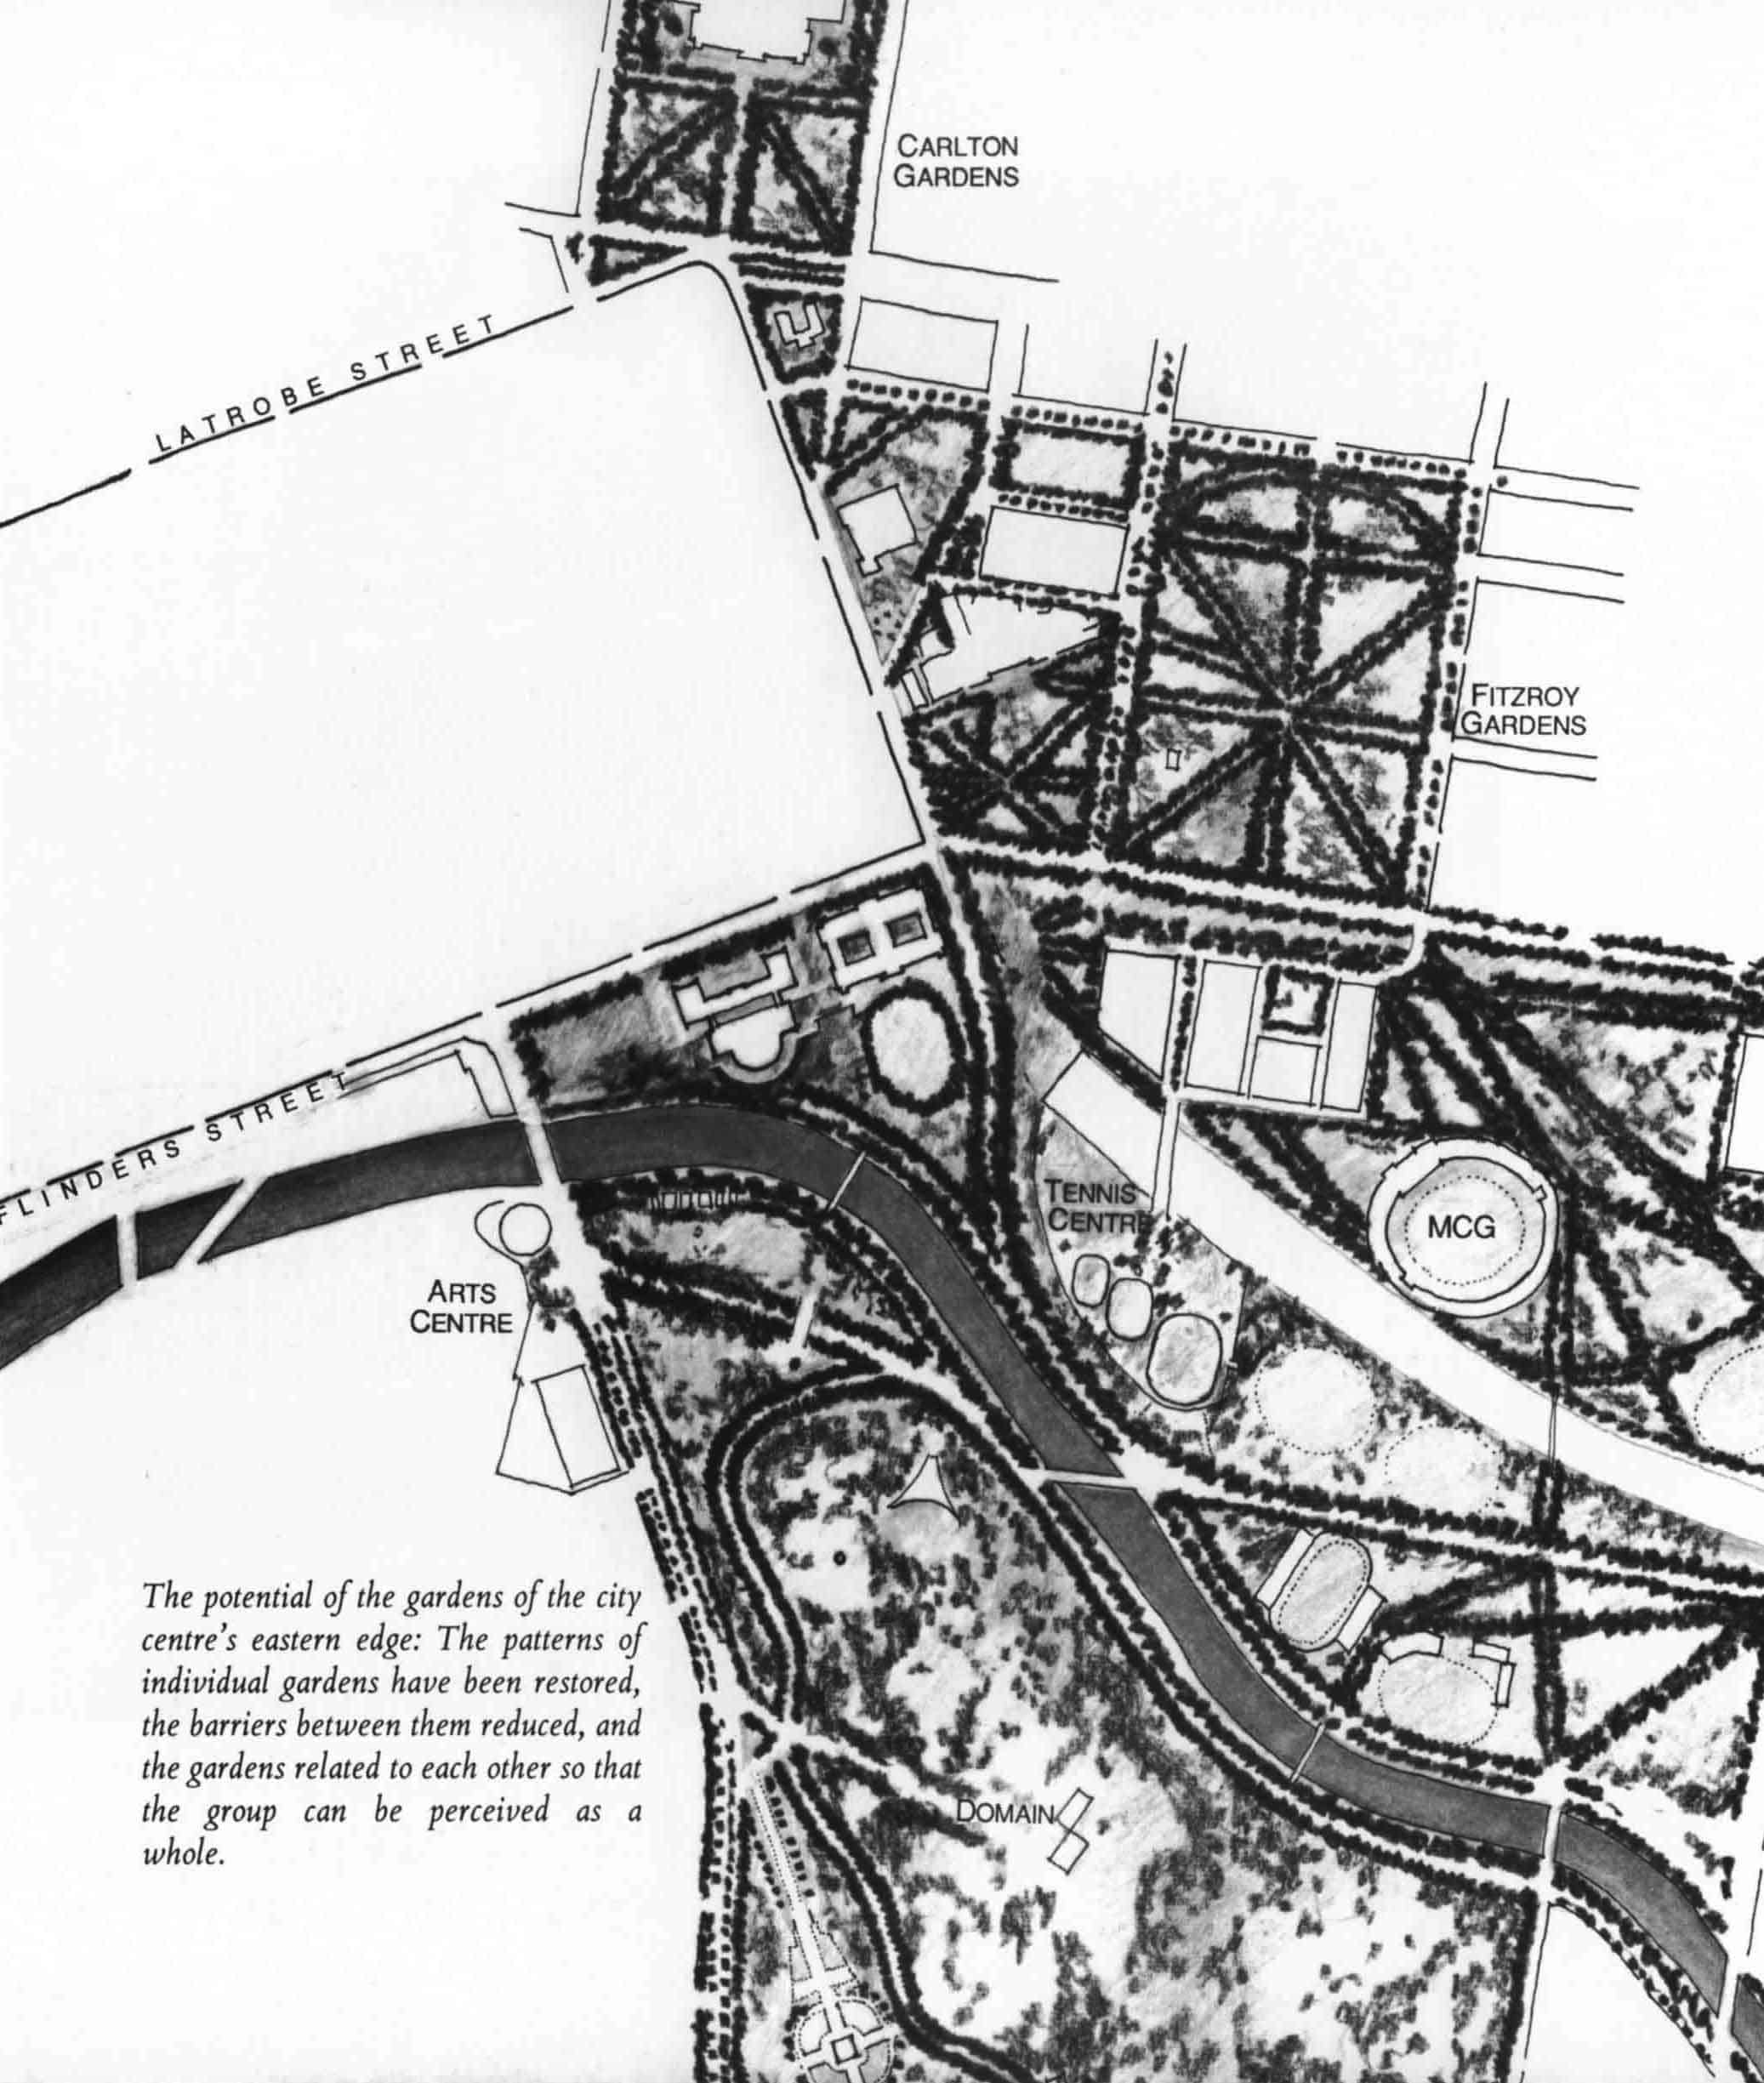 CARLTON
GARDENS
LATROBE STREET
FITZROY
GARDENS
FLINDERS STREET
TENNIS
CENTRE
MCG
ARTS
CENTRE
The potential of the gardens of the city
centre's eastern edge: The patterns of
individual gardens have been restored,
the barriers between them reduced, and
the gardens related to each other so that
the group can be perceived as a
whole.
DOMAIN